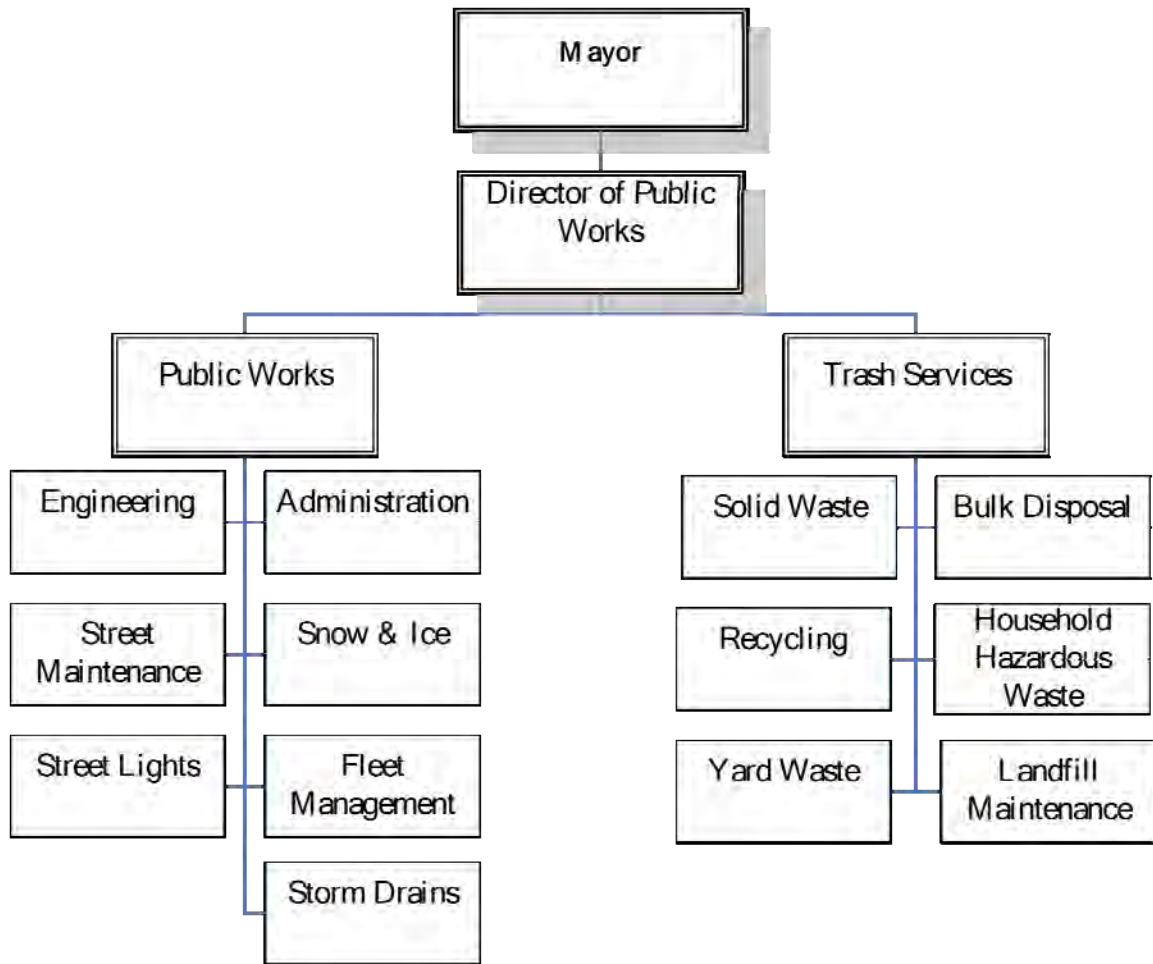 Mayor
Director of Public
Works
Public Works
Trash Services
Engineering
Administration
Solid Waste
Bulk Disposal
Street
Maintenance
Snow & Ice
Recycling
Household
Hazardous
Waste
Street Lights
Fleet
Management
Yard Waste
Landfill
Maintenance
Storm Drains